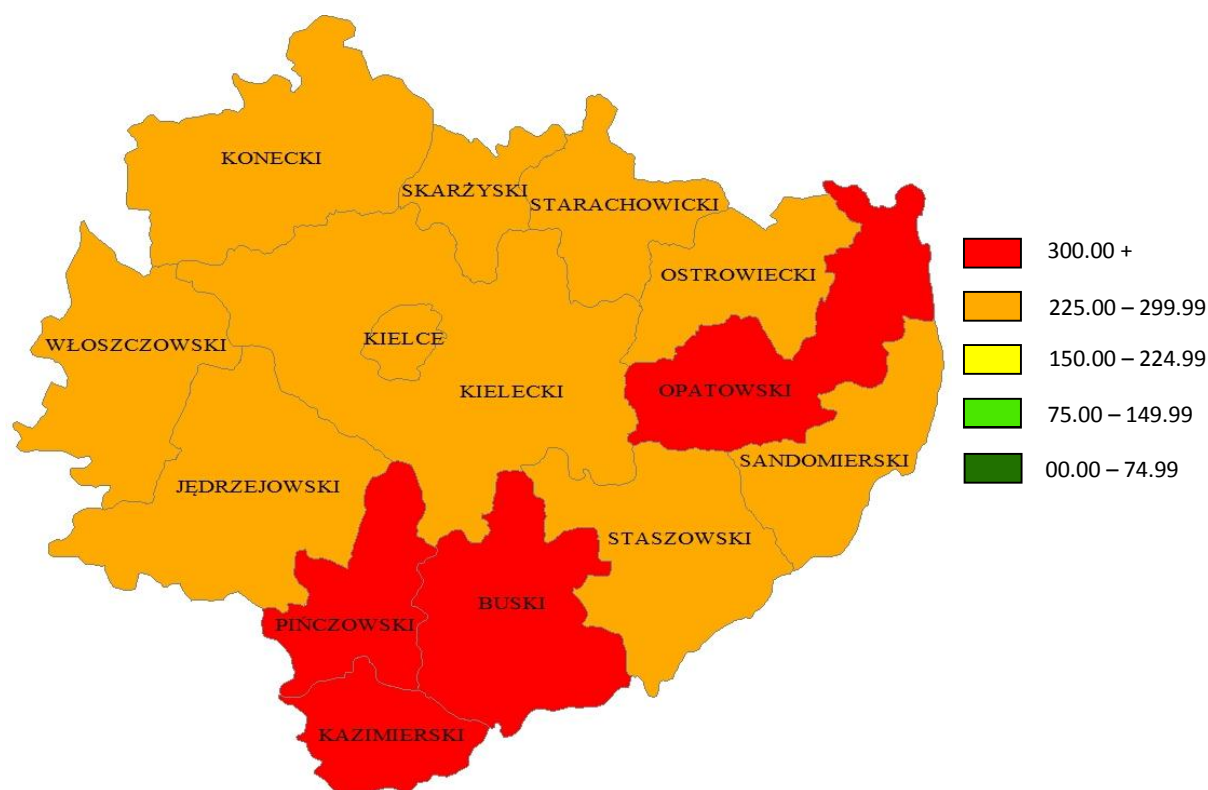 KONECKI
SKARŻYSKI
STARACHOWICKI
OSTROWIECKI
WŁOSZCZOWSKI
KIELCE
KIELECKI
OPATOWSKI
SANDOMIERSKI
JĘDRZEJOWSKI
STASZOWSKI
BUSKI
PIŃCZOWSKI
KAZIMIERSKI
300.00 +
225.00 – 299.99
150.00 – 224.99
75.00 – 149.99
00.00 – 74.99